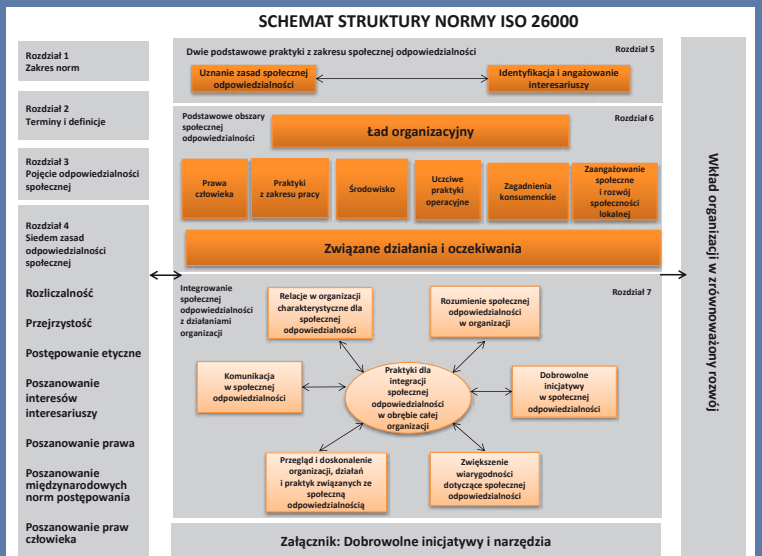 SCHEMAT STRUKTURY NORMY ISO 26000
Rozdział 1
Zakres norm
Rozdział 2
Terminy i definicje
Rozdział 3
Pojęcie odpowiedzialności
społecznej
Rozdział 4
Siedem zasad
odpowiedzialności
społecznej
Rozliczalność
Przejrzystość
Postępowanie etyczne
Poszanowanie
interesów
interesariuszy
Poszanowanie prawa
Poszanowanie
międzynarodowych
norm postępowania
Poszanowanie praw
człowieka
Dwie podstawowe praktyki z zakresu społecznej odpowiedzialności
Rozdział 5
Uznanie zasad społecznej
odpowiedzialności
Identyfikacja i angażowanie
interesariuszy
Podstawowe obszary
społecznej
odpowiedzialności
Rozdział 6
Ład organizacyjny
Prawa
człowieka
Praktyki
z zakresu pracy
Środowisko
Uczciwe
praktyki
operacyjne
Zagadnienia
konsumenckie
Zaangażowanie
społeczne
i rozwój
społeczności
lokalnej
Związane działania i oczekiwania
Integrowanie
społecznej
odpowiedzialności
z działaniami
organizacji
Rozdział 7
Relacje w organizacji
charakterystyczne dla
społecznej
odpowiedzialności
Rozumienie społecznej
odpowiedzialności
w organizacji
Komunikacja
w społecznej
odpowiedzialności
Praktyki dla
integracji
społecznej
odpowiedzialności
w obrębie całej
organizacji
Dobrowolne
inicjatywy
w społecznej
odpowiedzialności
Przegląd i doskonalenie
organizacji, działań
i praktyk związanych ze
społeczną
odpowiedzialnością
Zwiększenie
wiarygodności
dotyczące społecznej
odpowiedzialności
Załącznik: Dobrowolne inicjatywy i narzędzia
Wkład organizacji w zrównoważony rozwój